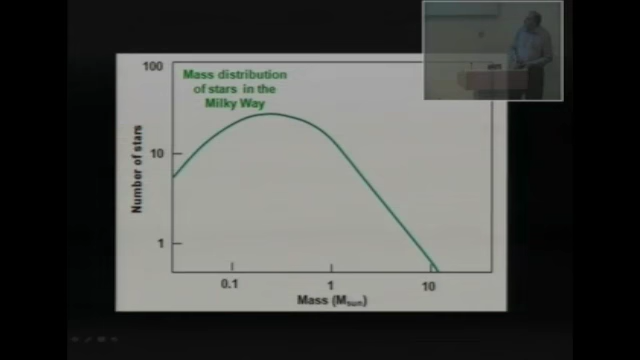 100
Mass distribution
of stars in the
Milky Way
Number of stars
10
1
0.1
1
10
Mass (Msun)